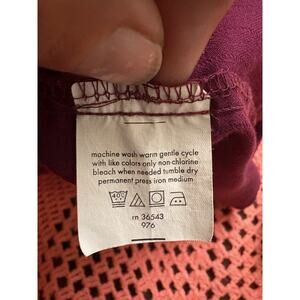 machine wash warm gentle cycle
with like colors only non-chlorine
bleach when needed tumble dry
permanent press iron medium
40°
rn 36543
976